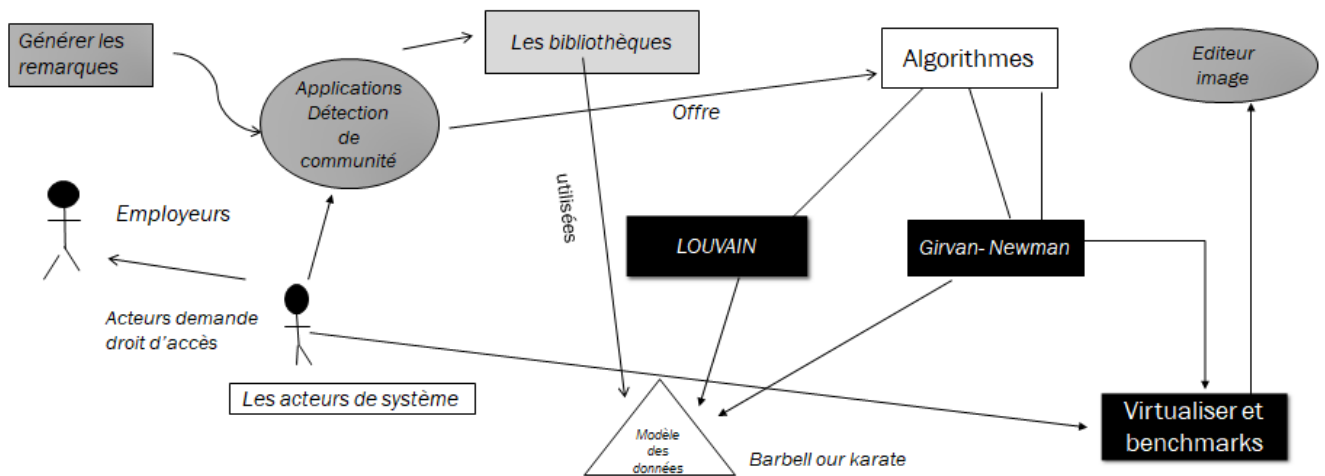 Générer les
remarques
Les bibliothèques
Algorithmes
Editeur
image
Applications
Détection
de
communité
Offre
utilisées
Employeurs
LOUVAIN
Girvan- Newman
Acteurs demande
droit d'accès
Les acteurs de système
Modèle
des
données
Barbell our karate
Virtualiser et
benchmarks